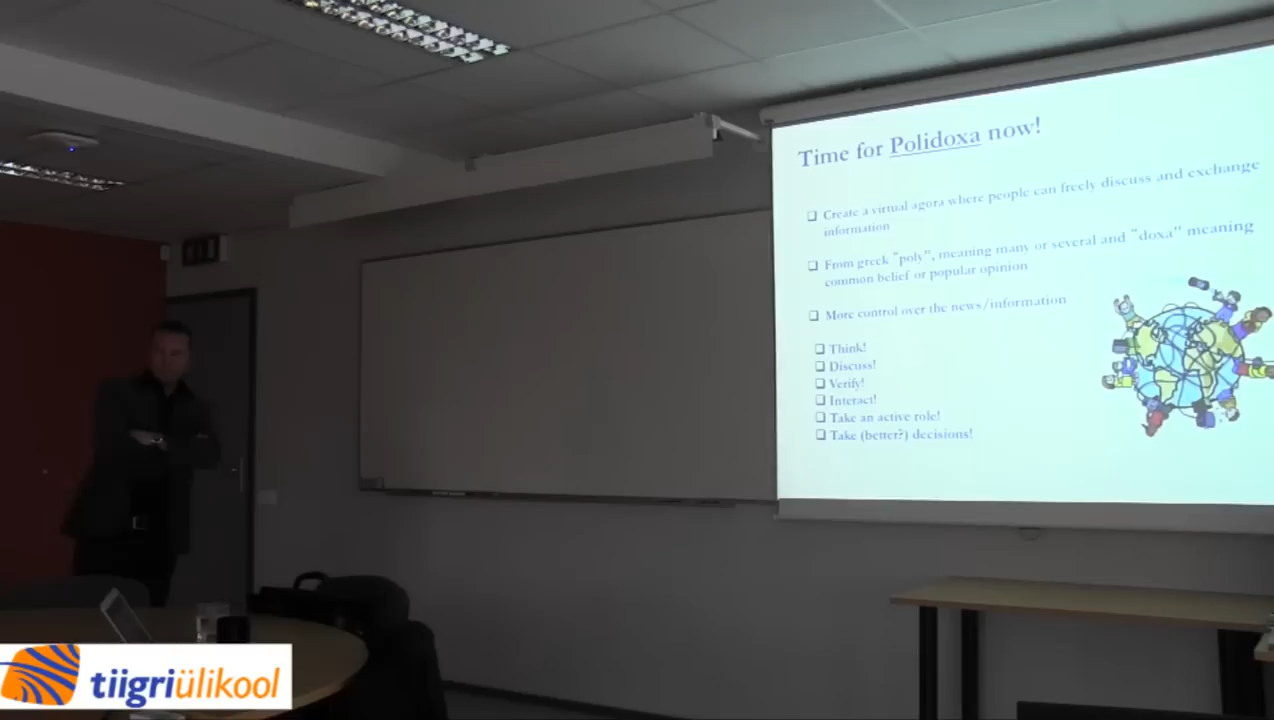 Time for Polidoxa now!
Create a virtual agora where people can freely discuss and exchange
information
From greek "poly", meaning many or several and "doxa" meaning
common belief or popular opinion
More control over the news/information
Think!
Discuss!
Verify!
Interact!
Take an active role!
Take (better?) decisions!
tiigriülikool